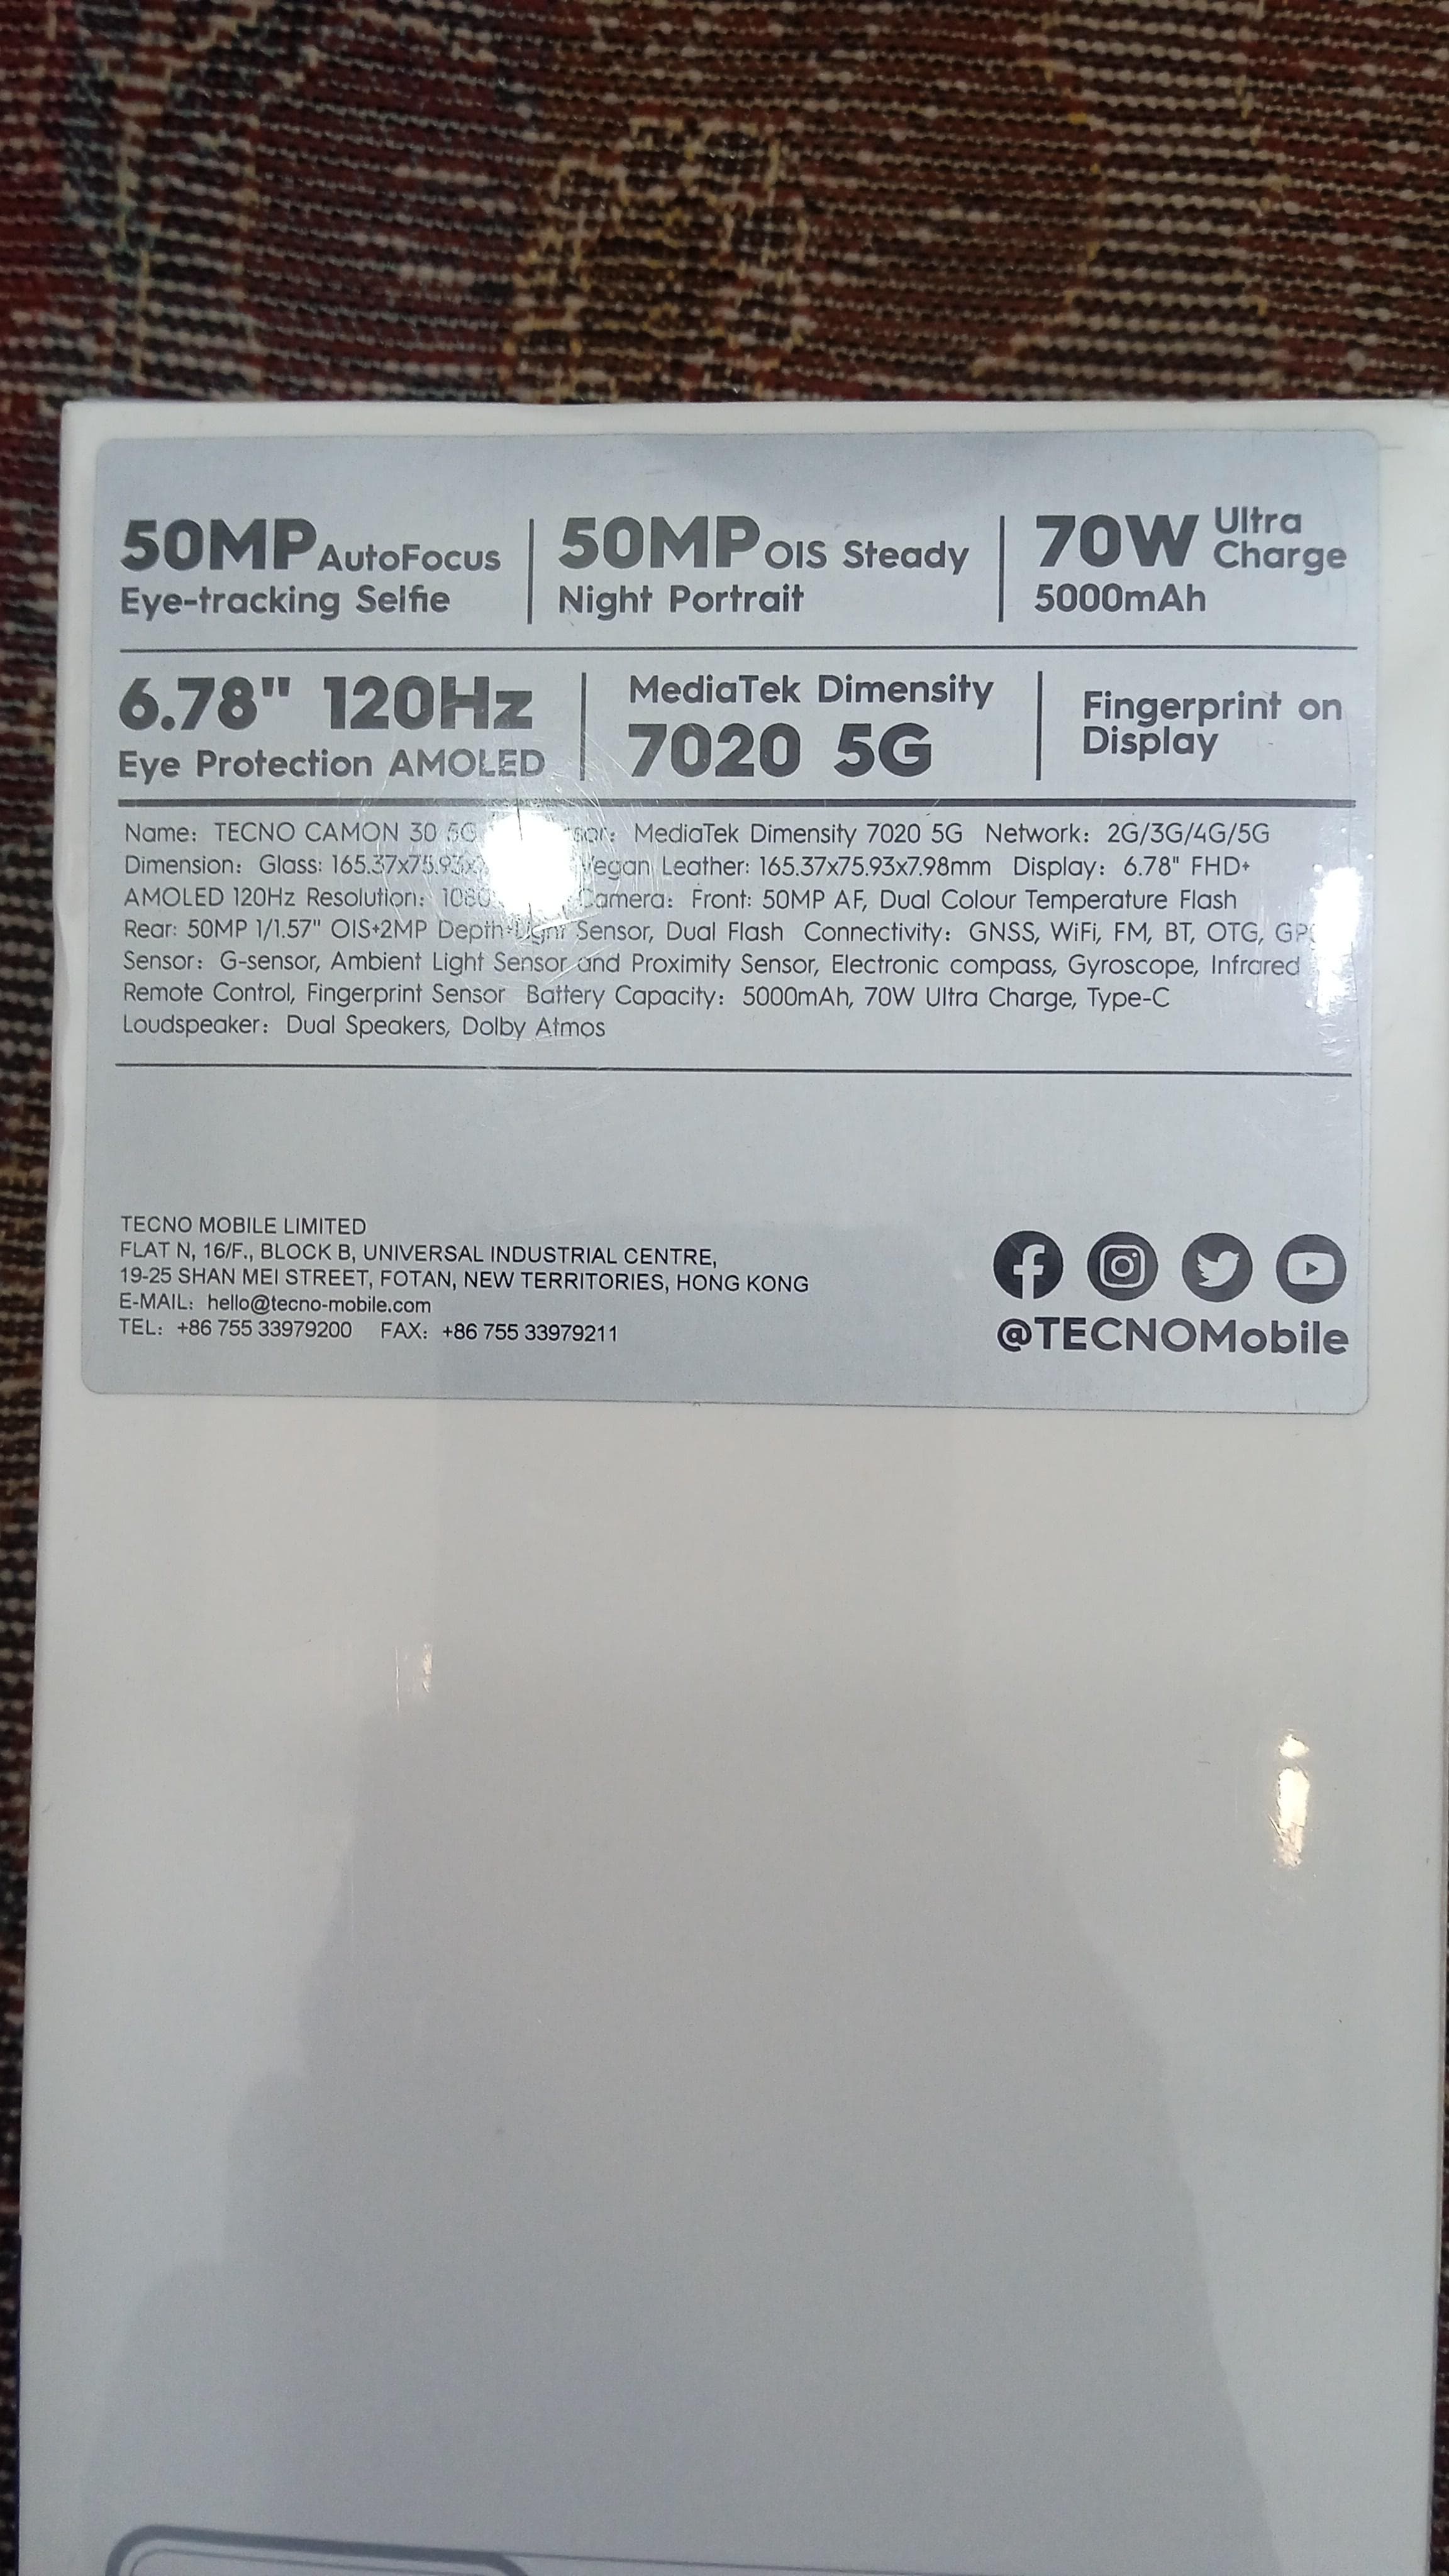 50MP AutoFocus
Eye-tracking Selfie
50MP OIS Steady
Night Portrait
70W Ultra Charge
5000mAh
6.78" 120Hz
Eye Protection AMOLED
MediaTek Dimensity
7020 5G
Fingerprint on
Display
Name: TECNO CAMON 30 5G MediaTek Dimensity 7020 5G Network: 2G/3G/4G/5G
Dimension: Glass: Vegan Leather: 165.37x75.93x7.98mm Display: 6.78" FHD+
AMOLED 120Hz Resolution: Camera: Front: 50MP AF, Dual Colour Temperature Flash
Rear: 50MP 1/1.57" OIS+2MP Depth+Light Sensor, Dual Flash Connectivity: GNSS, WiFi, FM, BT, OTG,
Sensor: G-sensor, Ambient Light Sensor and Proximity Sensor, Electronic compass, Gyroscope, Infrared
Remote Control, Fingerprint Sensor Battery Capacity: 5000mAh, 70W Ultra Charge, Type-C
Loudspeaker: Dual Speakers, Dolby Atmos
TECNO MOBILE LIMITED
FLAT N, 16/F., BLOCK B, UNIVERSAL INDUSTRIAL CENTRE,
19-25 SHAN MEI STREET, FOTAN, NEW TERRITORIES, HONG KONG
E-MAIL: hello@tecno-mobile.com
TEL: +86 755 33979200 FAX: +86 755 33979211
@TECNOMobile